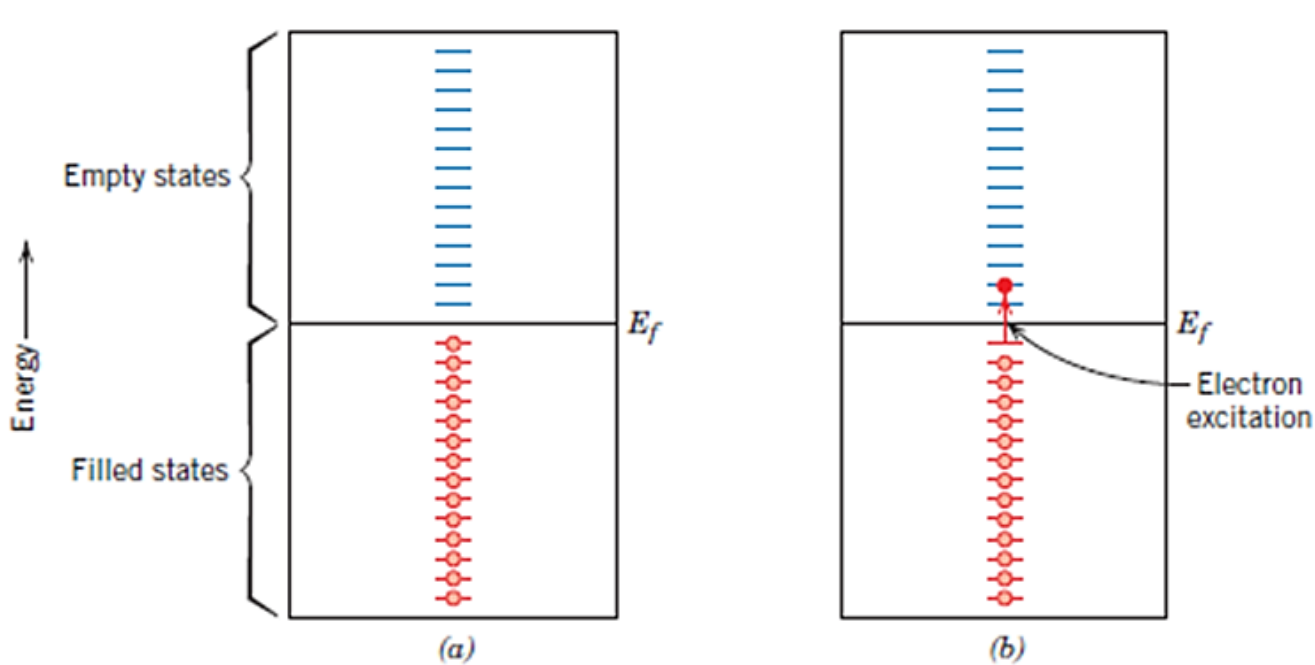 Empty states
Energy
Filled states
E_f
(a)
E_f
Electron
excitation
(b)